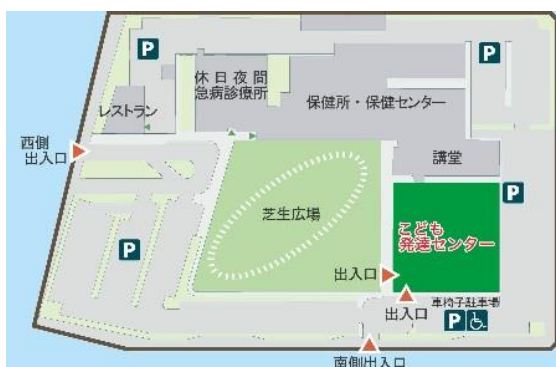 P
P
休日夜間
急病診療所
保健所・保健センター
レストラン
西側
出入口
講堂
P
芝生広場
こども
発達センター
P
出入口
車椅子駐車場
出入口
P
南側出入口